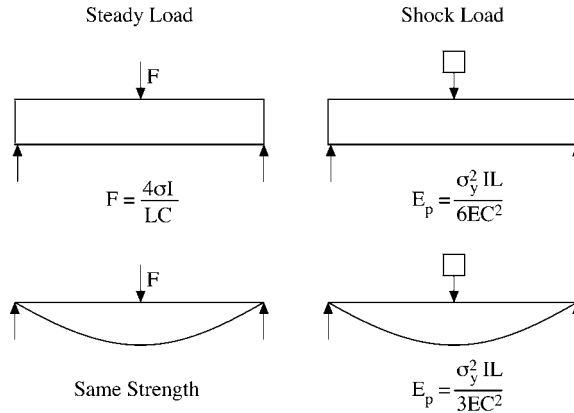 Steady Load
Shock Load
F
F = 4σI / LC
E_p = σ_y^2 IL / 6EC^2
F
Same Strength
E_p = σ_y^2 IL / 3EC^2